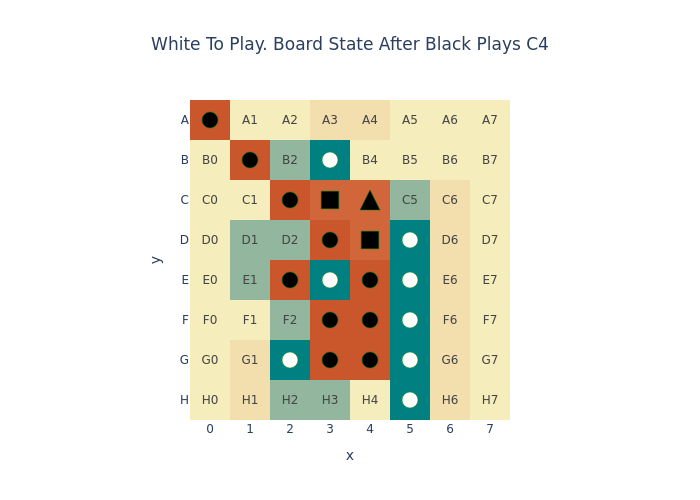 White To Play. Board State After Black Plays C4
A A1 A2 A3 A4 A5 A6 A7
B B0 B2 B4 B5 B6 B7
C C0 C1 C5 C6 C7
D D0 D1 D2 D6 D7
y
E E0 E1 E6 E7
F F0 F1 F2 F6 F7
G G0 G1 G6 G7
H H0 H1 H2 H3 H4 H6 H7
0 1 2 3 4 5 6 7
x